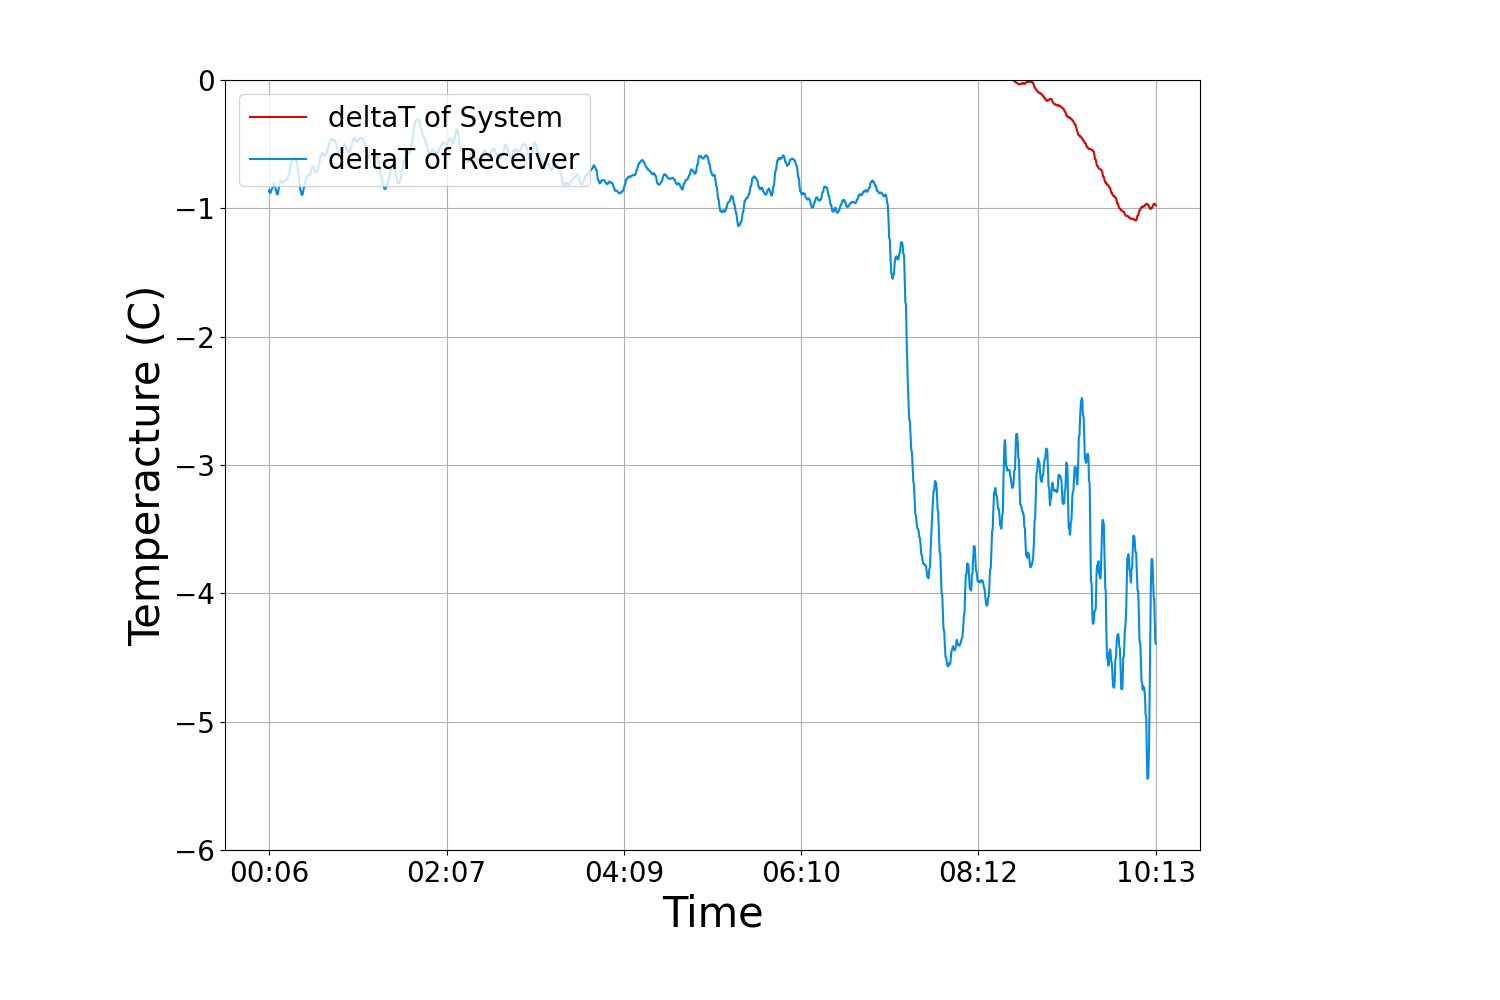 deltaT of System
deltaT of Receiver
0
−1
−2
−3
−4
−5
−6
Temperacture (C)
00:06 02:07 04:09 06:10 08:12 10:13
Time